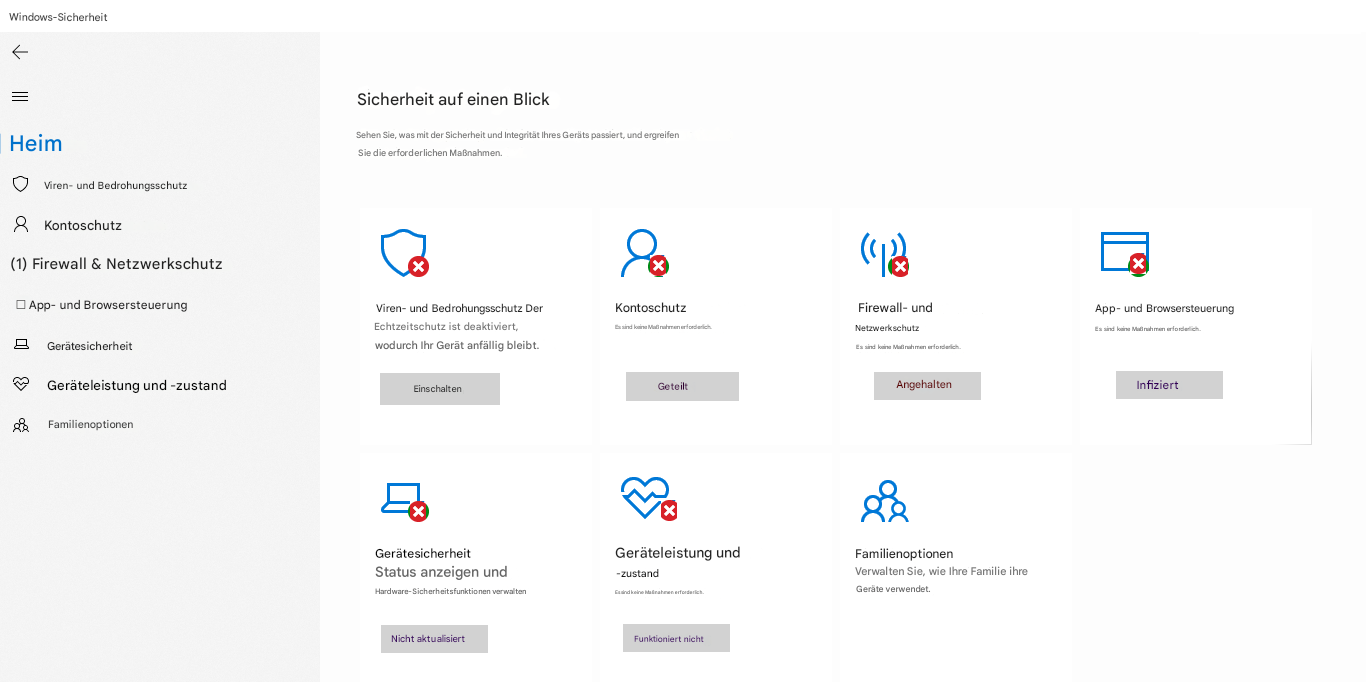 Windows-Sicherheit
Heim
Viren- und Bedrohungsschutz
Kontoschutz
(1) Firewall & Netzwerkschutz
□ App- und Browsersteuerung
Gerätesicherheit
Geräteleistung und -zustand
Familienoptionen
Sicherheit auf einen Blick
Sehen Sie, was mit der Sicherheit und Integrität Ihres Geräts passiert, und ergreifen
Sie die erforderlichen Maßnahmen.
Viren- und Bedrohungsschutz Der
Echtzeitschutz ist deaktiviert,
wodurch Ihr Gerät anfällig bleibt.
Einschalten
Kontoschutz
Es sind keine Maßnahmen erforderlich.
Geteilt
Firewall- und
Netzwerkschutz
Es sind keine Maßnahmen erforderlich.
Angehalten
App- und Browsersteuerung
Es sind keine Maßnahmen erforderlich.
Infiziert
Gerätesicherheit
Status anzeigen und
Hardware-Sicherheitsfunktionen verwalten
Nicht aktualisiert
Geräteleistung und
-zustand
Es sind keine Maßnahmen erforderlich.
Funktioniert nicht
Familienoptionen
Verwalten Sie, wie Ihre Familie ihre
Geräte verwendet.